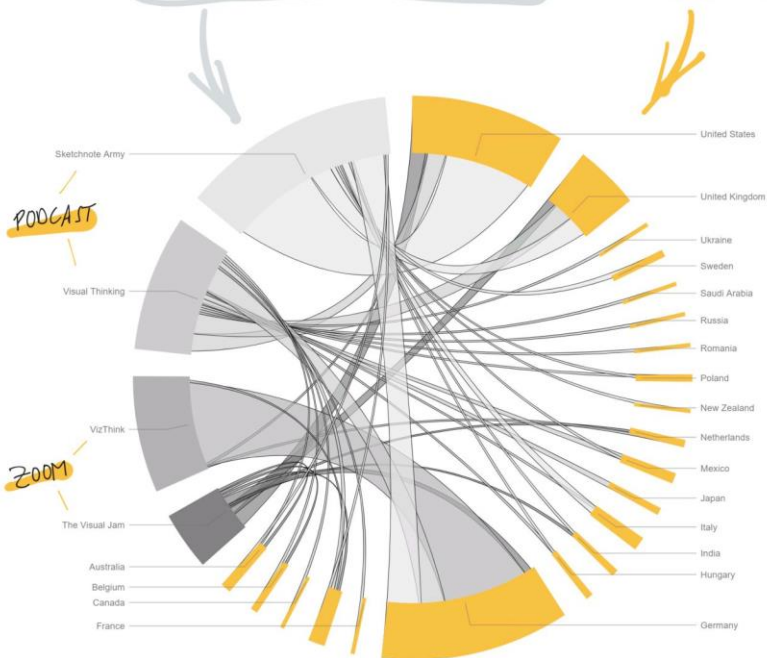 Sketchnote Army
PODCAST
Visual Thinking
VizThink
ZOOM
The Visual Jam
Australia
Belgium
Canada
France
United States
United Kingdom
Ukraine
Sweden
Saudi Arabia
Russia
Romania
Poland
New Zealand
Netherlands
Mexico
Japan
Italy
India
Hungary
Germany